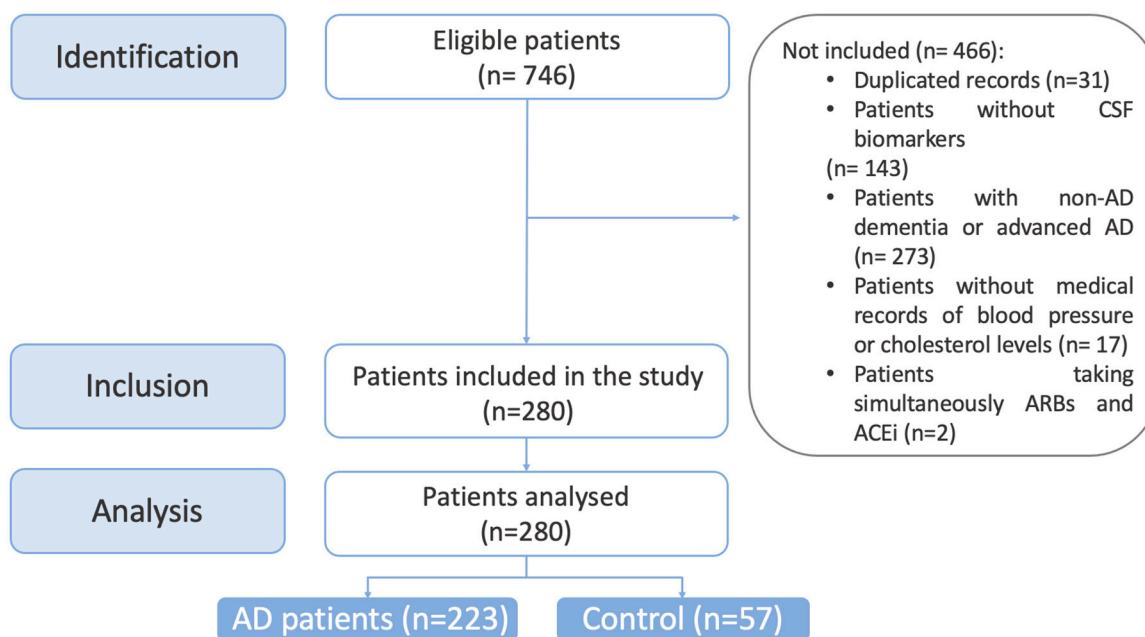 Identification
Eligible patients
(n= 746)
Not included (n= 466):
• Duplicated records (n=31)
• Patients without CSF
biomarkers
(n= 143)
• Patients with non-AD
dementia or advanced AD
(n= 273)
• Patients without medical
records of blood pressure
or cholesterol levels (n= 17)
• Patients taking
simultaneously ARBs and
ACEi (n=2)
Inclusion
Patients included in the study
(n=280)
Analysis
Patients analysed
(n=280)
AD patients (n=223)
Control (n=57)